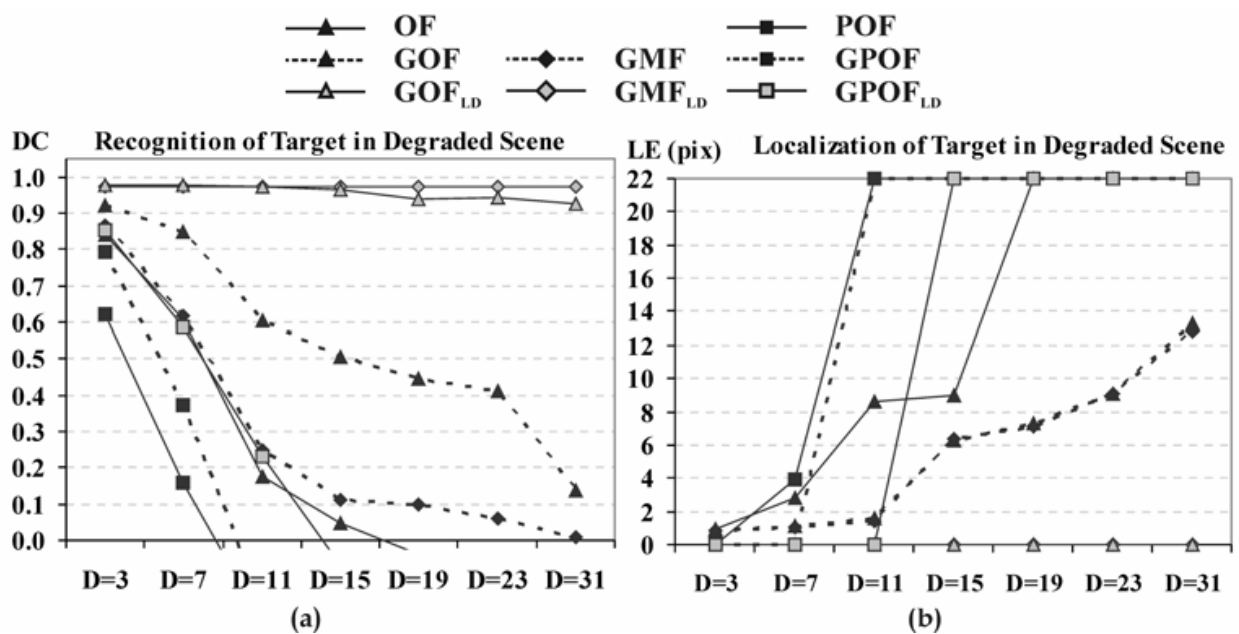 OF POF
GOF GMF GPOF
GOF_LD GMF_LD GPOF_LD
DC Recognition of Target in Degraded Scene
1.0
0.9
0.8
0.7
0.6
0.5
0.4
0.3
0.2
0.1
0.0
D=3 D=7 D=11 D=15 D=19 D=23 D=31
(a)
LE (pix) Localization of Target in Degraded Scene
22
20
18
16
14
12
10
8
6
4
2
0
D=3 D=7 D=11 D=15 D=19 D=23 D=31
(b)